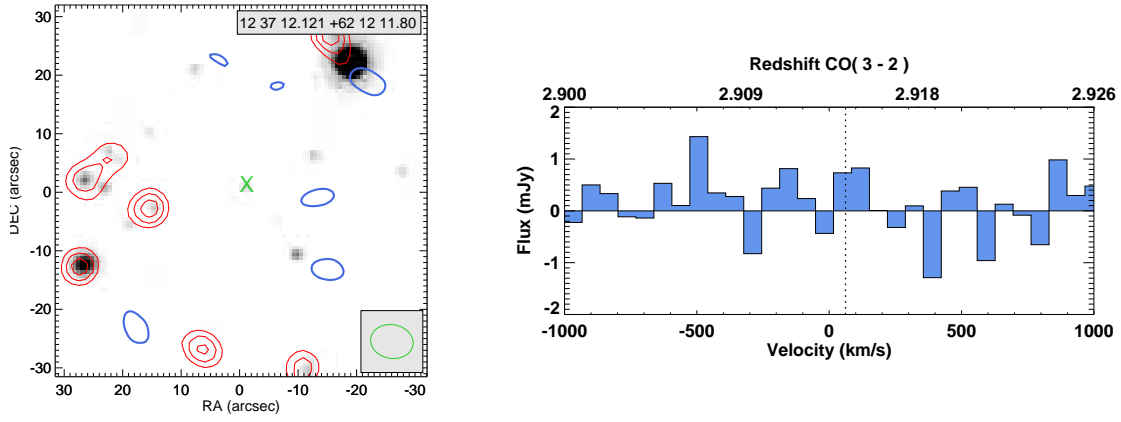 12 37 12.121 +62 12 11.80
30
20
10
0
-10
-20
-30
DEC (arcsec)
X
30 20 10 0 -10 -20 -30
RA (arcsec)
Redshift CO( 3 - 2 )
2.900 2.909 2.918 2.926
2
1
0
-1
-2
Flux (mJy)
-1000 -500 0 500 1000
Velocity (km/s)